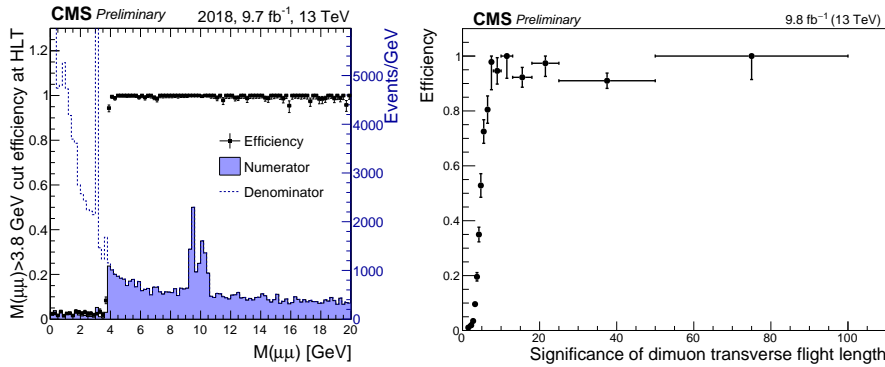 CMS Preliminary 2018, 9.7 fb-1, 13 TeV
M(μμ)>3.8 GeV cut efficiency at HLT
1.2
1
0.8
0.6
0.4
0.2
0
Efficiency
Numerator
Denominator
5000
4000
3000
2000
1000
0
Events/GeV
0 2 4 6 8 10 12 14 16 18 20
M(μμ) [GeV]
CMS Preliminary 9.8 fb−1 (13 TeV)
Efficiency
1
0.8
0.6
0.4
0.2
0
0 20 40 60 80 100
Significance of dimuon transverse flight length